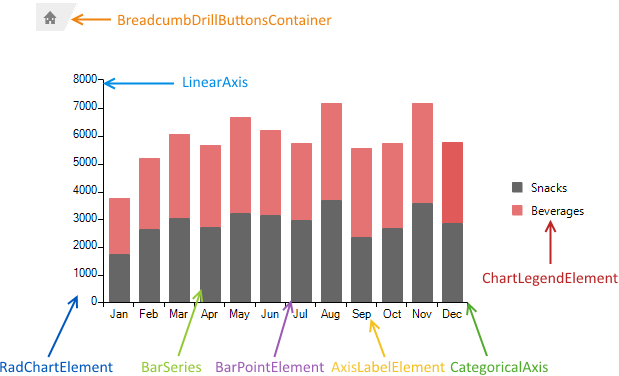 BreadcumbDrillButtonsContainer
8000
LinearAxis
7000
6000
5000
4000
Snacks
3000
Beverages
2000
1000
ChartLegendElement
0
Jan Feb Mar Apr May Jun Jul Aug Sep Oct Nov Dec
RadChartElement BarSeries BarPointElement AxisLabelElement CategoricalAxis